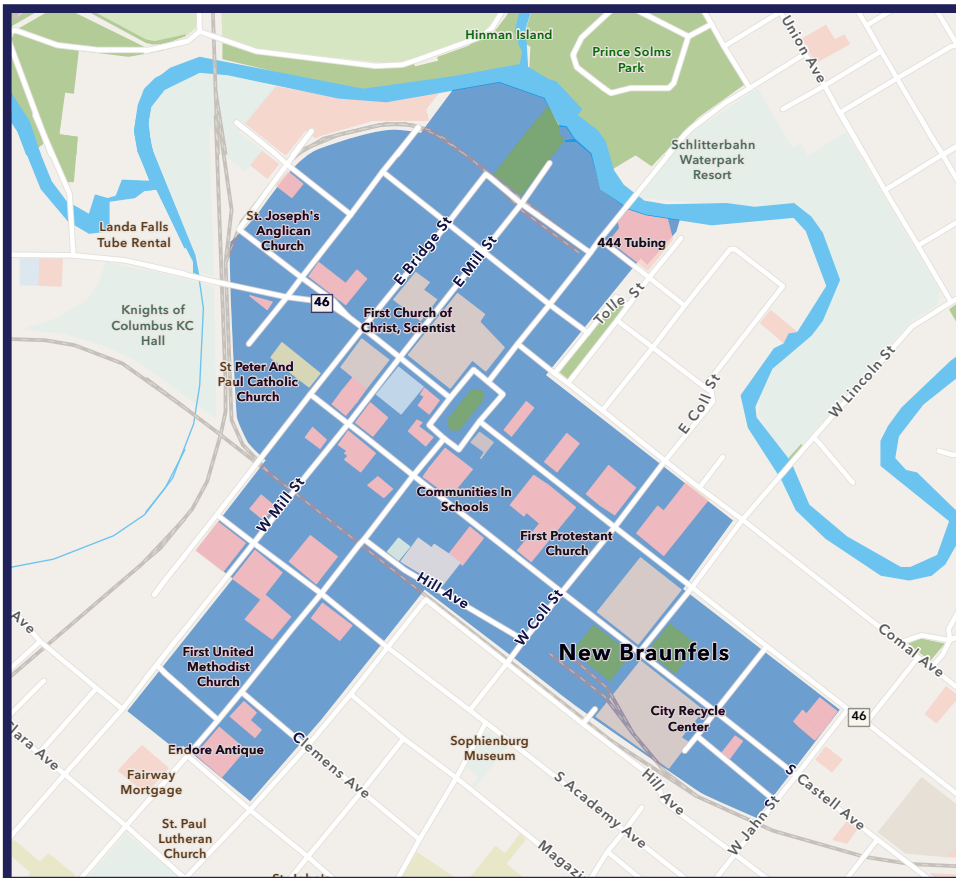 Hinman Island
Prince Solms
Park
Union Ave
Schlitterbahn
Waterpark
Resort
St. Joseph's
Anglican
Church
Landa Falls
Tube Rental
E Bridge St
E Mill St
444 Tubing
46
Tolle St
Knights of
Columbus KC
Hall
First Church of
Christ, Scientist
St Peter And
Paul Catholic
Church
E Coll St
W Lincoln St
W Mill St
Communities In
Schools
First Protestant
Church
Hill Ave
W Coll St
Ave
Comal Ave
New Braunfels
First United
Methodist
Church
City Recycle
Center
46
Endore Antique
Clemens Ave
Sophienburg
Museum
lara Ave
Fairway
Mortgage
S Academy Ave
Hill Ave
S Castell Ave
W Jahn St
St. Paul
Lutheran
Church
Magazi